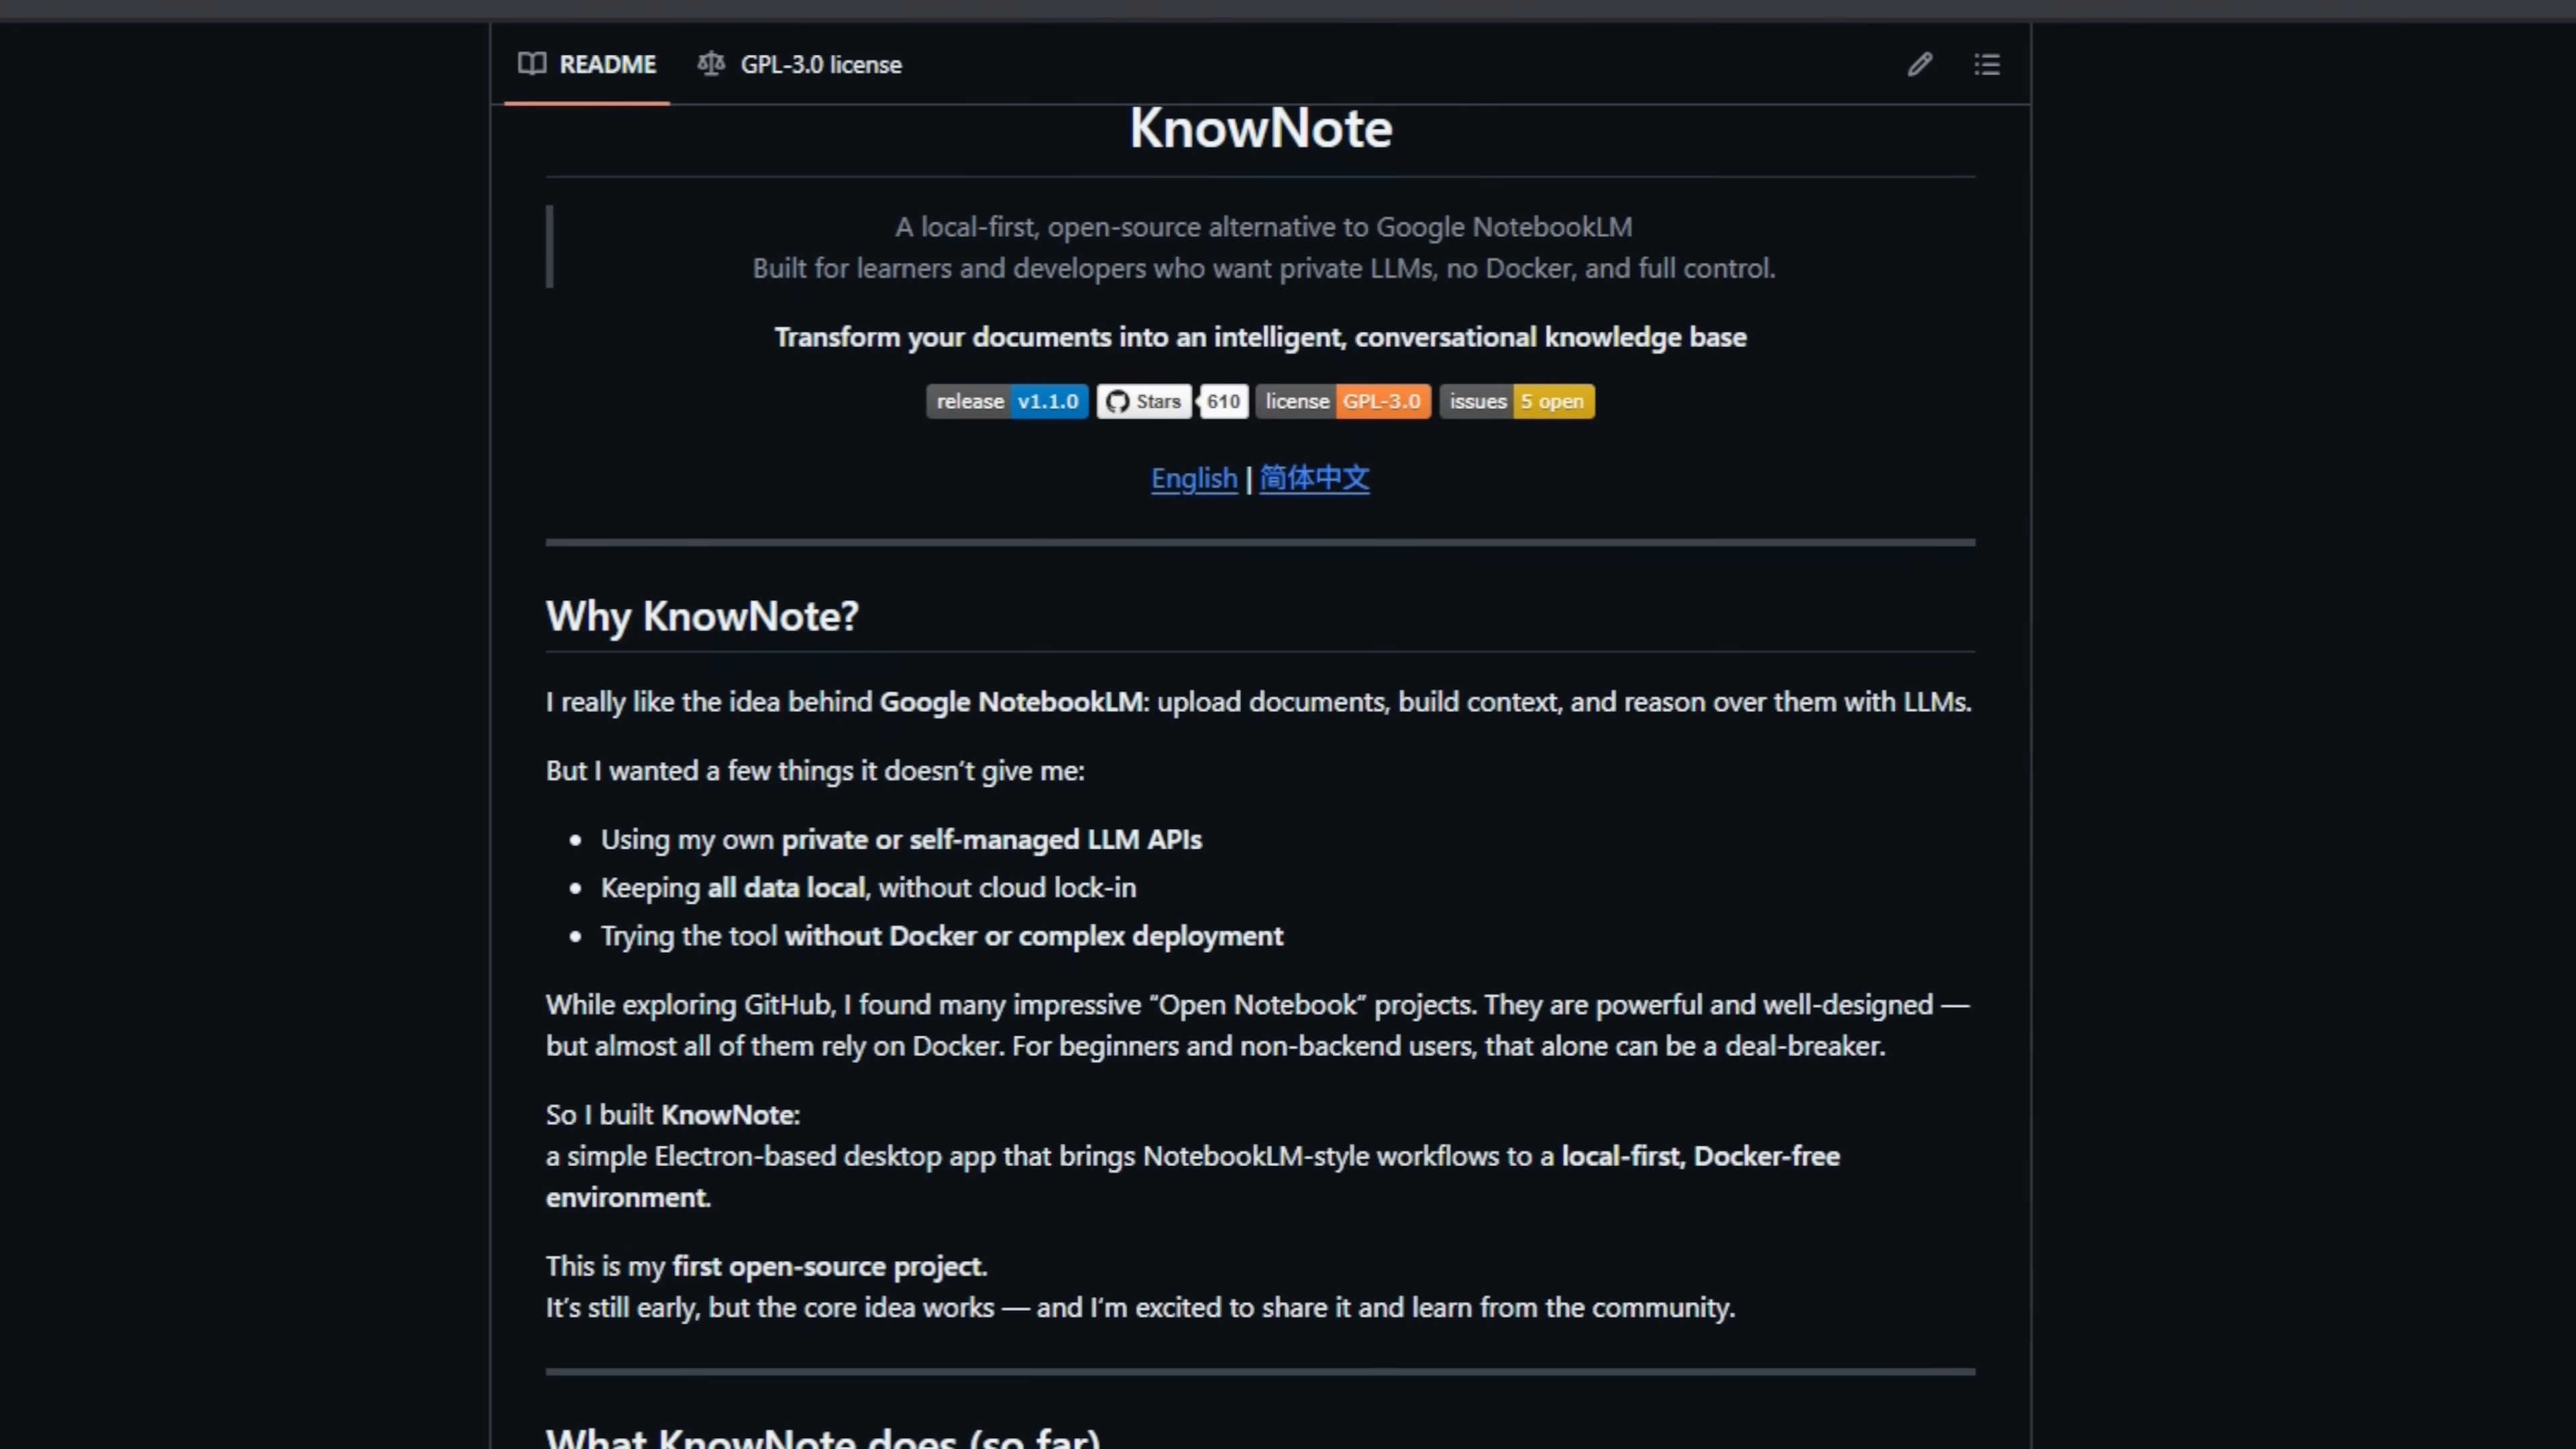 README GPL-3.0 license
KnowNote
A local-first, open-source alternative to Google NotebookLM
Built for learners and developers who want private LLMs, no Docker, and full control.
Transform your documents into an intelligent, conversational knowledge base
release v1.1.0 Stars 610 license GPL-3.0 issues 5 open
English | 简体中文
Why KnowNote?
I really like the idea behind Google NotebookLM: upload documents, build context, and reason over them with LLMs.
But I wanted a few things it doesn’t give me:
• Using my own private or self-managed LLM APIs
• Keeping all data local, without cloud lock-in
• Trying the tool without Docker or complex deployment
While exploring GitHub, I found many impressive “Open Notebook” projects. They are powerful and well-designed —
but almost all of them rely on Docker. For beginners and non-backend users, that alone can be a deal-breaker.
So I built KnowNote:
a simple Electron-based desktop app that brings NotebookLM-style workflows to a local-first, Docker-free
environment.
This is my first open-source project.
It’s still early, but the core idea works — and I’m excited to share it and learn from the community.
What KnowNote does (so far)